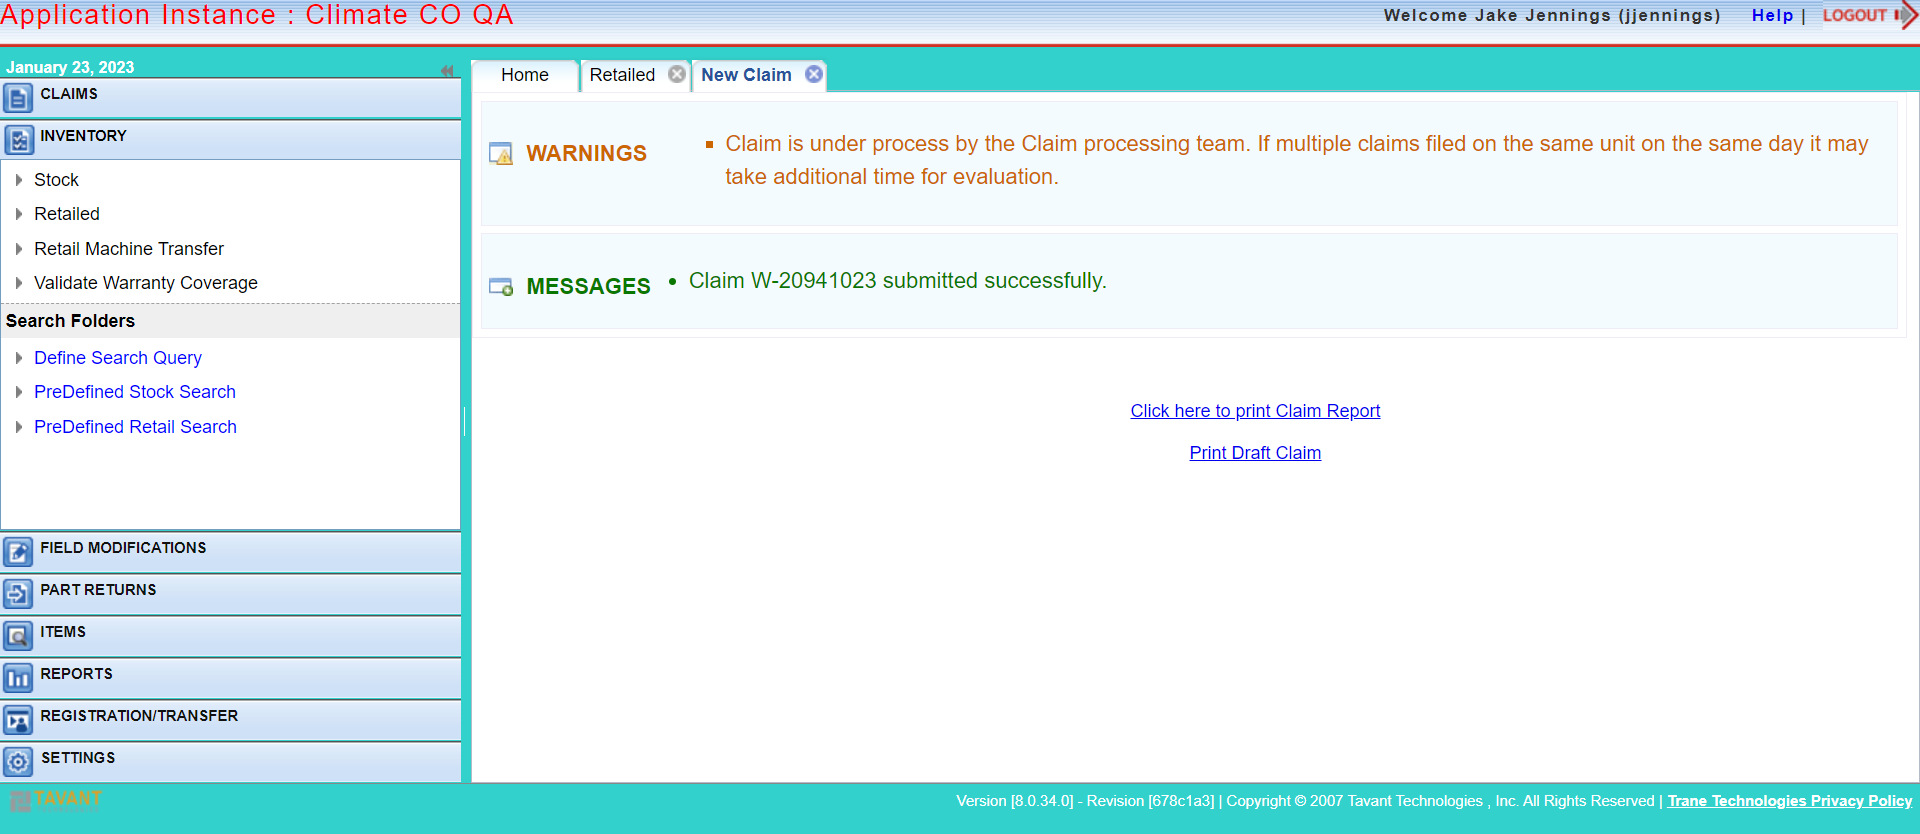 Application Instance : Climate CO QA
Welcome Jake Jennings (jjennings) Help | LOGOUT
January 23, 2023
CLAIMS
INVENTORY
Stock
Retailed
Retail Machine Transfer
Validate Warranty Coverage
Search Folders
Define Search Query
PreDefined Stock Search
PreDefined Retail Search
FIELD MODIFICATIONS
PART RETURNS
ITEMS
REPORTS
REGISTRATION/TRANSFER
SETTINGS
Home Retailed New Claim
WARNINGS
Claim is under process by the Claim processing team. If multiple claims filed on the same unit on the same day it may
take additional time for evaluation.
MESSAGES
Claim W-20941023 submitted successfully.
Click here to print Claim Report
Print Draft Claim
TAVANT
Version [8.0.34.0] - Revision [678c1a3] | Copyright © 2007 Tavant Technologies , Inc. All Rights Reserved | Trane Technologies Privacy Policy